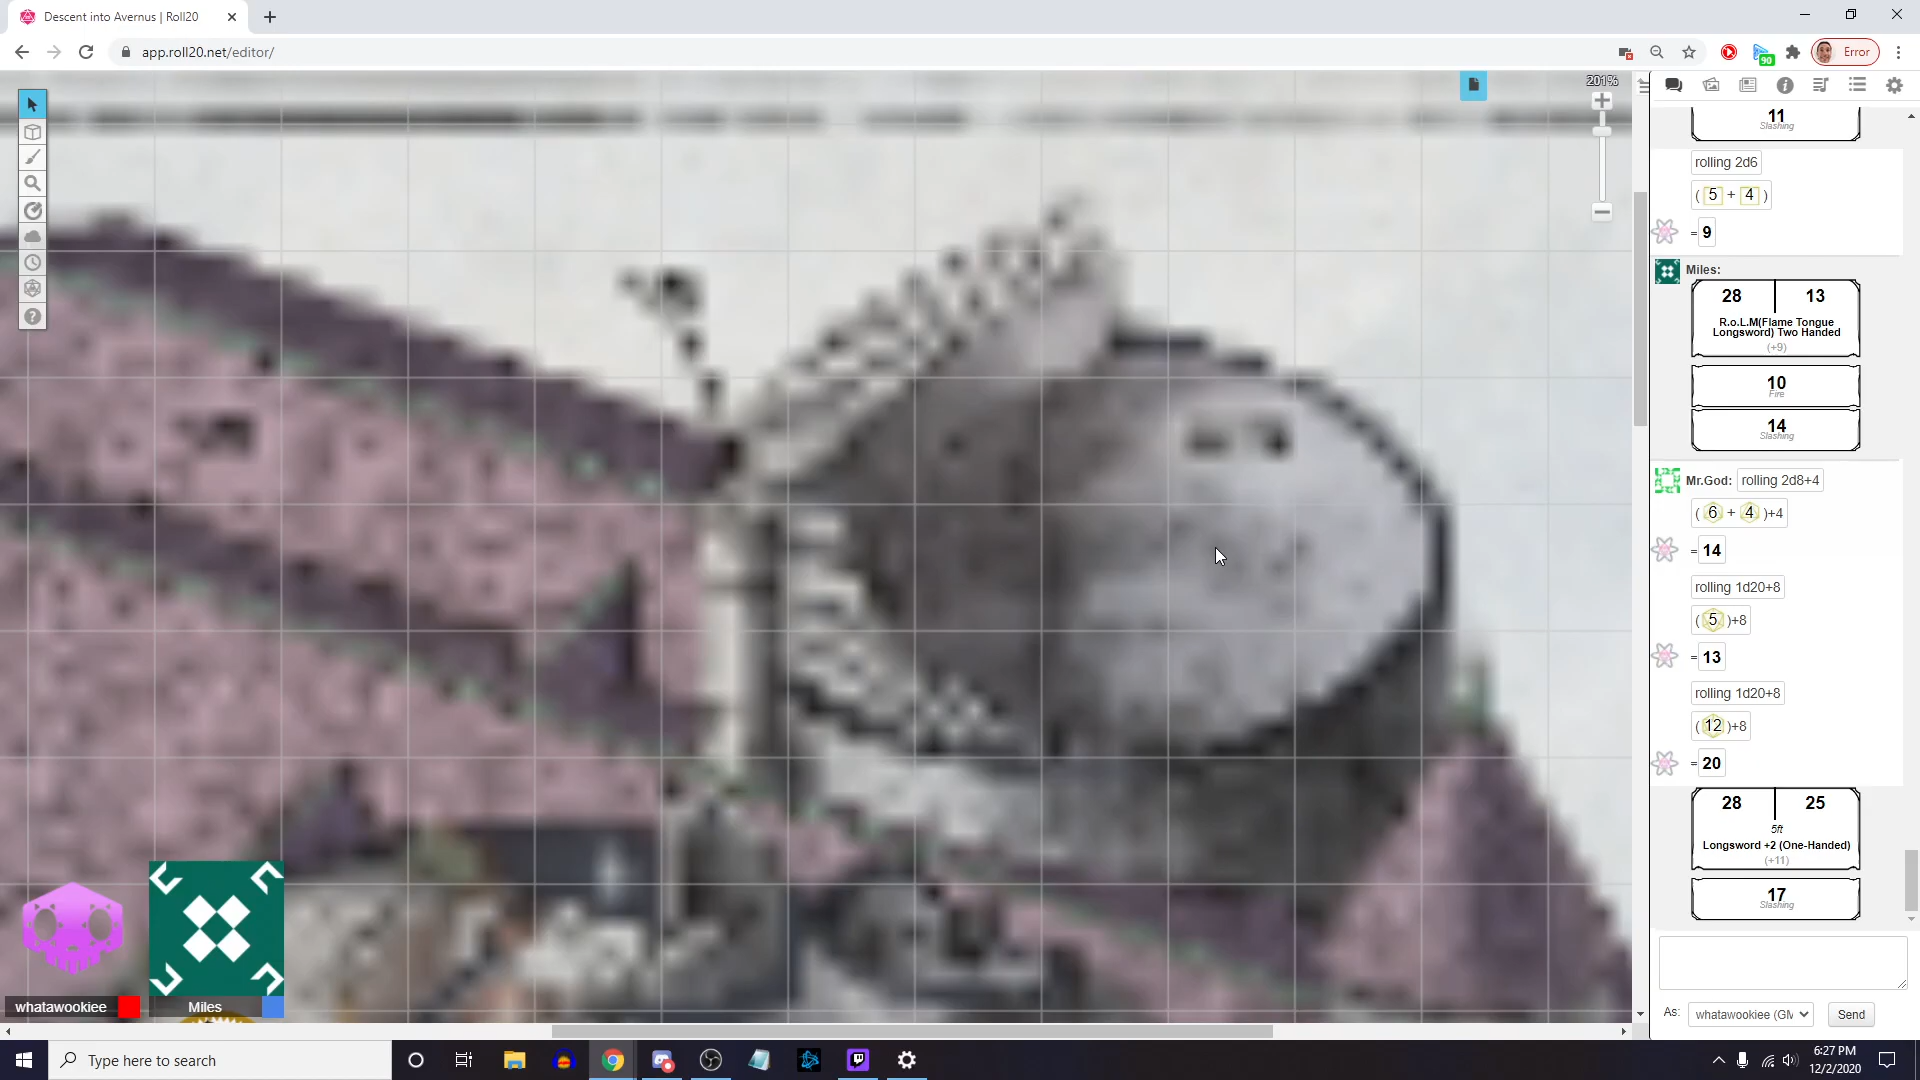 Descent into Avernus | Roll20
app.roll20.net/editor/
90
Error
201%
11
Slashing
rolling 2d6
( 5 + 4 )
= 9
Miles:
28 13
R.o.L.M(Flame Tongue
Longsword) Two Handed
(+9)
10
Fire
14
Slashing
Mr.God: rolling 2d8+4
( 6 + 4 )+4
= 14
rolling 1d20+8
( 5 )+8
= 13
rolling 1d20+8
( 12 )+8
= 20
28 25
5ft
Longsword +2 (One-Handed)
(+11)
17
Slashing
whatawookiee
Miles
As: whatawookiee (GM
Send
Type here to search
6:27 PM
12/2/2020